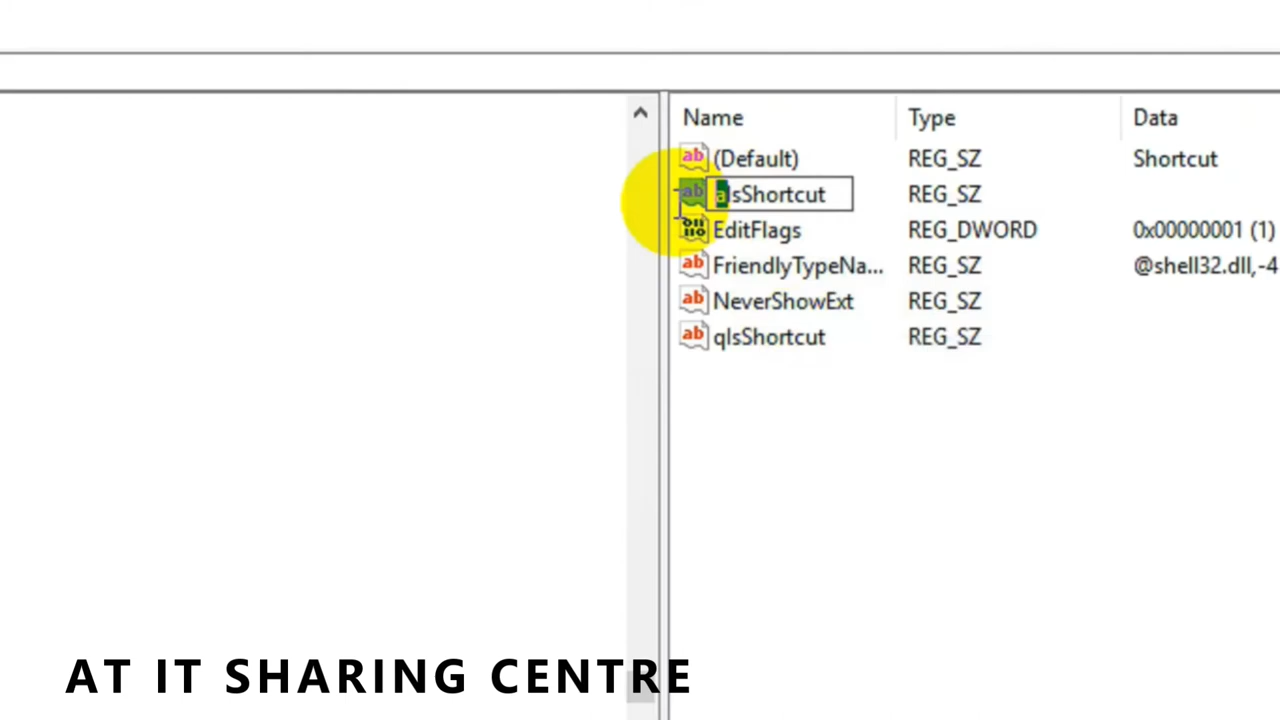 Name Type Data
(Default) REG_SZ Shortcut
aIsShortcut REG_SZ
EditFlags REG_DWORD 0x00000001 (1)
FriendlyTypeNa... REG_SZ @shell32.dll,-4
NeverShowExt REG_SZ
qIsShortcut REG_SZ
AT IT SHARING CENTRE